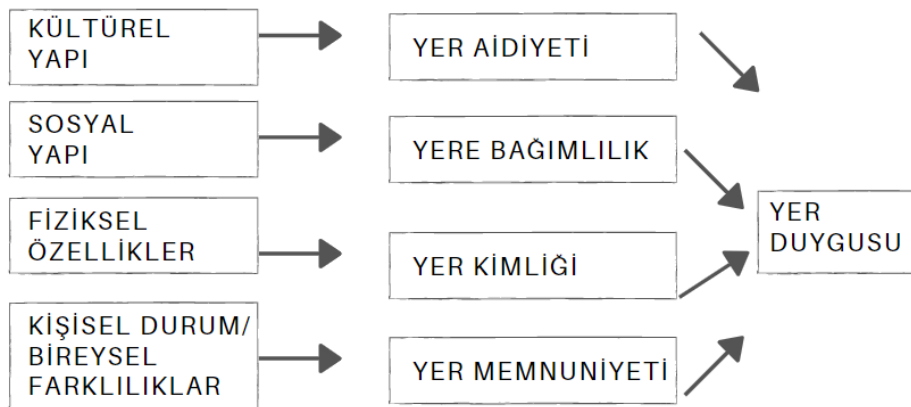 KÜLTÜREL
YAPI
YER AİDİYETİ
SOSYAL
YAPI
YERE BAĞIMLILIK
FİZİKSEL
ÖZELLİKLER
YER KİMLİĞİ
KİŞİSEL DURUM/
BİREYSEL
FARKLILIKLAR
YER MEMNUNİYETİ
YER
DUYGUSU